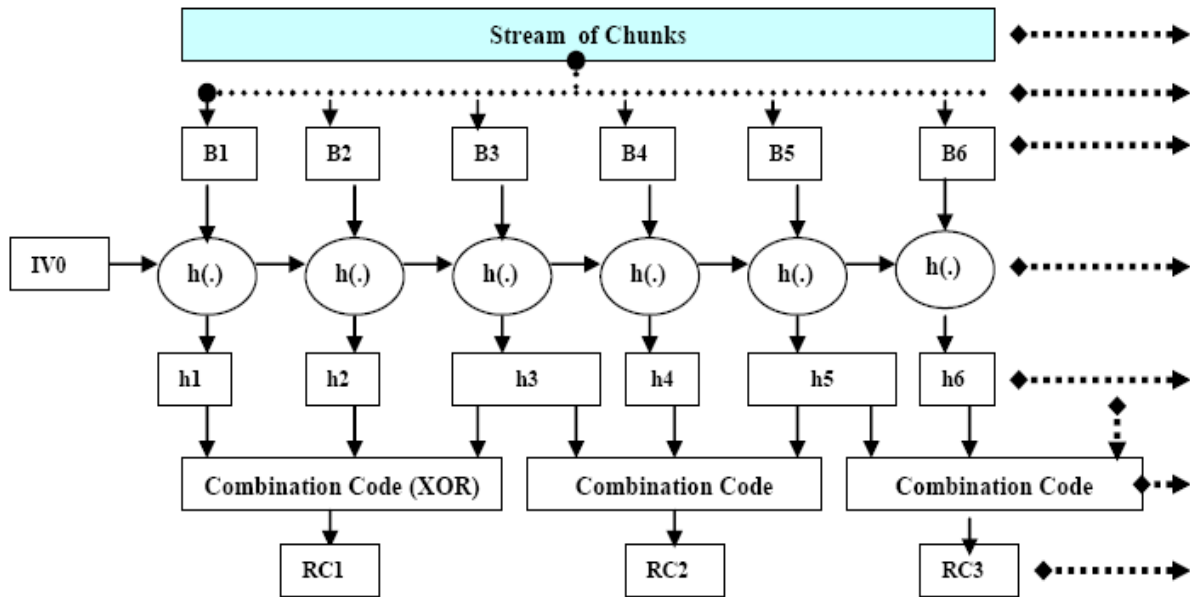 Stream of Chunks
B1 B2 B3 B4 B5 B6
IV0 h(.) h(.) h(.) h(.) h(.) h(.)
h1 h2 h3 h4 h5 h6
Combination Code (XOR) Combination Code Combination Code
RC1 RC2 RC3